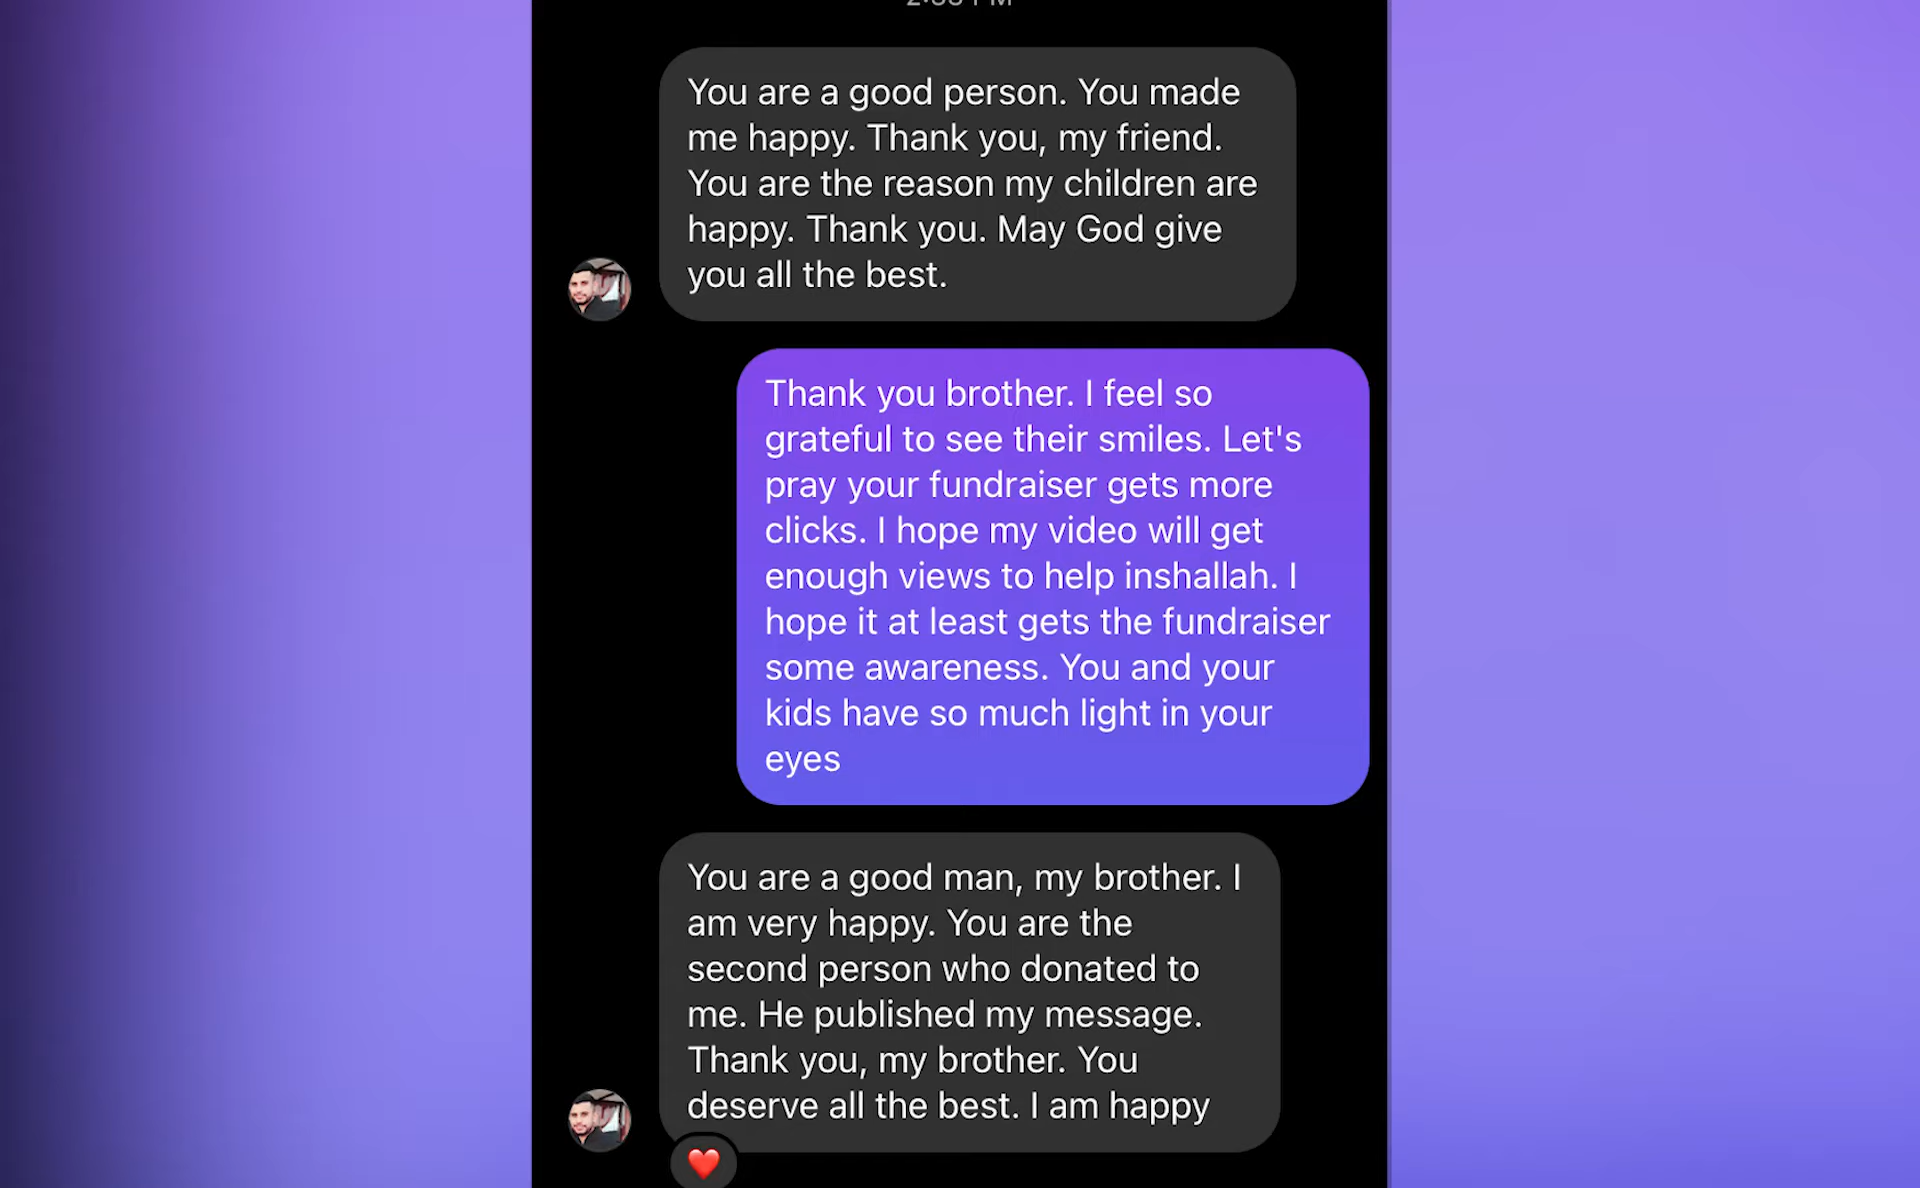 You are a good person. You made
me happy. Thank you, my friend.
You are the reason my children are
happy. Thank you. May God give
you all the best.
Thank you brother. I feel so
grateful to see their smiles. Let's
pray your fundraiser gets more
clicks. I hope my video will get
enough views to help inshallah. I
hope it at least gets the fundraiser
some awareness. You and your
kids have so much light in your
eyes
You are a good man, my brother. I
am very happy. You are the
second person who donated to
me. He published my message.
Thank you, my brother. You
deserve all the best. I am happy